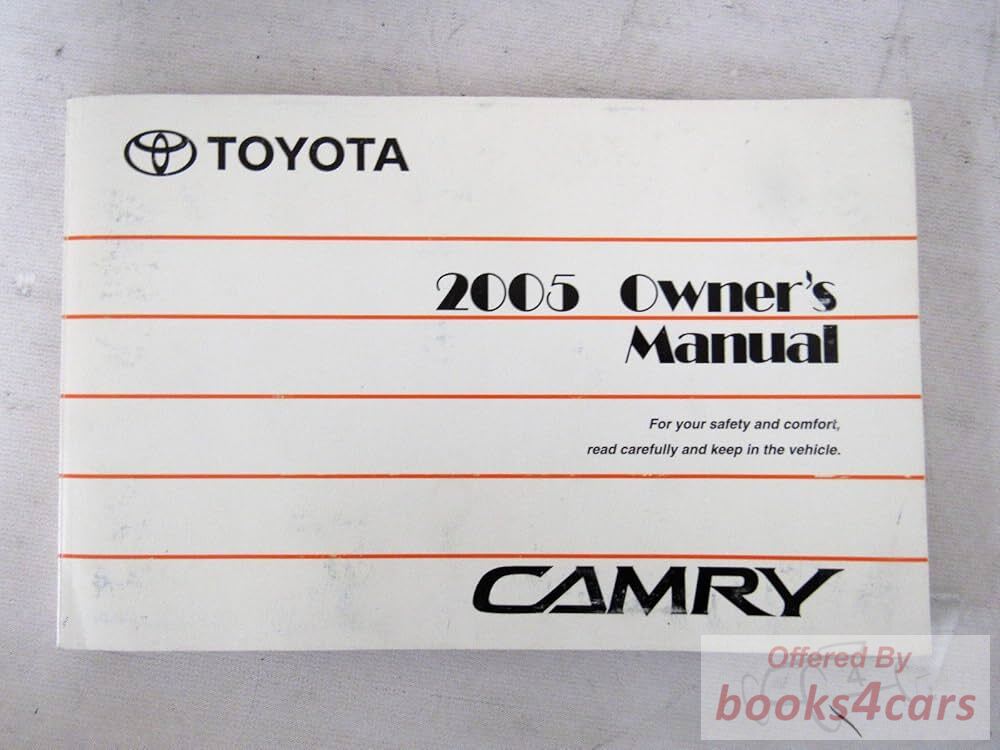 TOYOTA
2005 Owner's
Manual
For your safety and comfort,
read carefully and keep in the vehicle.
CAMRY
Offered By
books4cars